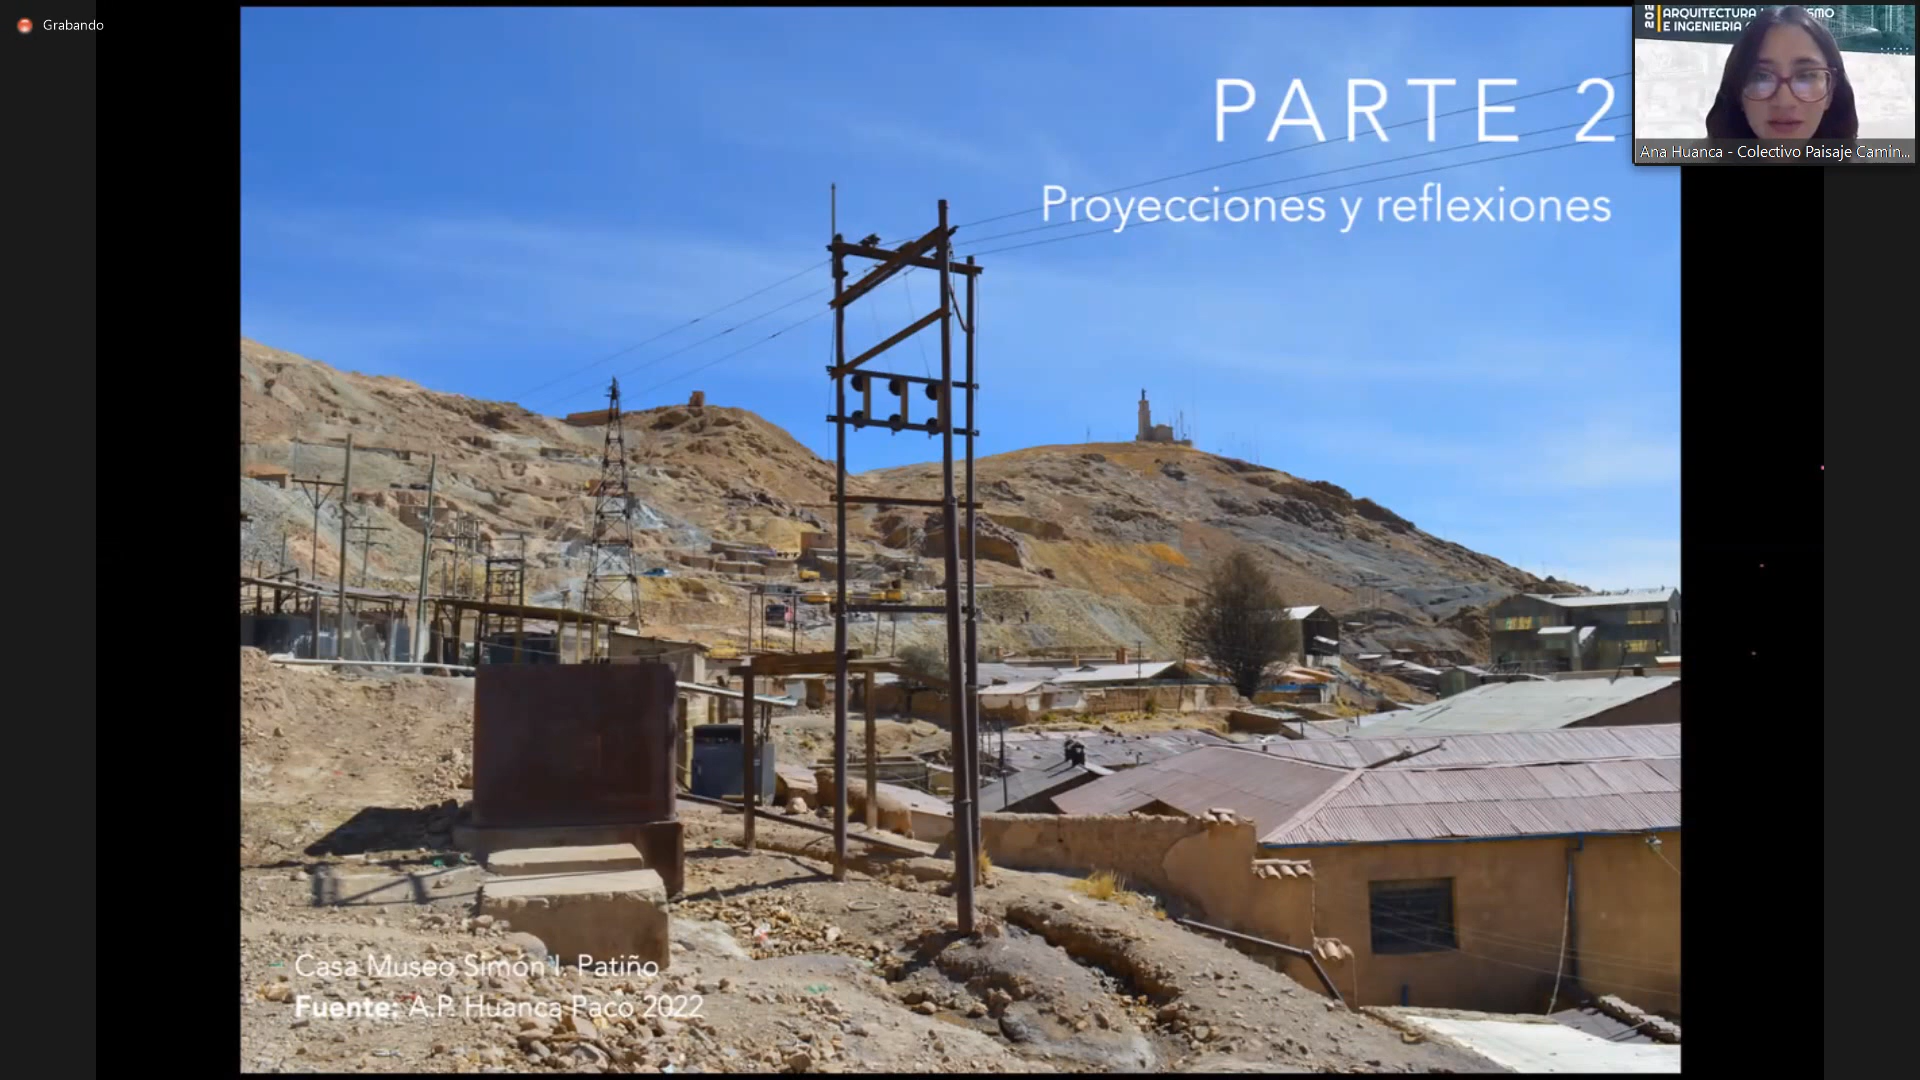 Grabando
ARQUITECTURA
E INGENIERIA
PARTE 2
Proyecciones y reflexiones
Ana Huanca - Colectivo Paisaje Camin...
Casa Museo Simón I. Patiño
Fuente: A.P. Huanca Paco 2022